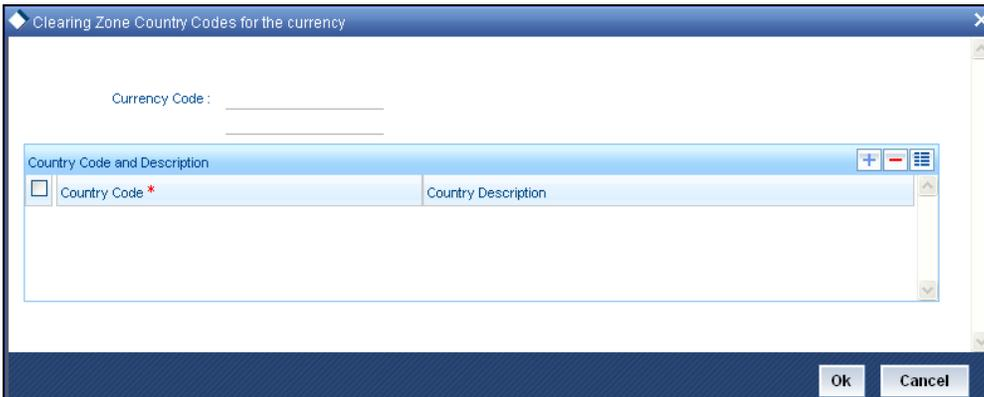 Clearing Zone Country Codes for the currency
Currency Code :
Country Code and Description
Country Code * Country Description
Ok Cancel